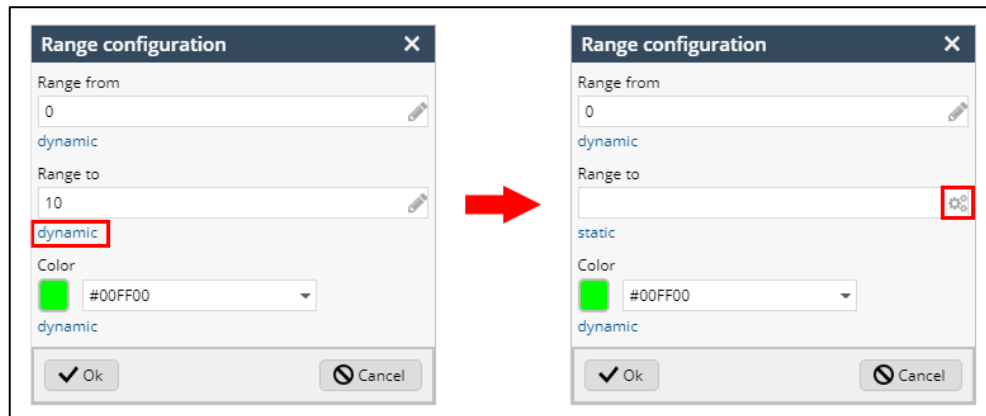 Range configuration
Range from
0
dynamic
Range to
10
dynamic
Color
#00FF00
dynamic
Ok
Cancel
Range configuration
Range from
0
dynamic
Range to
static
Color
#00FF00
dynamic
Ok
Cancel